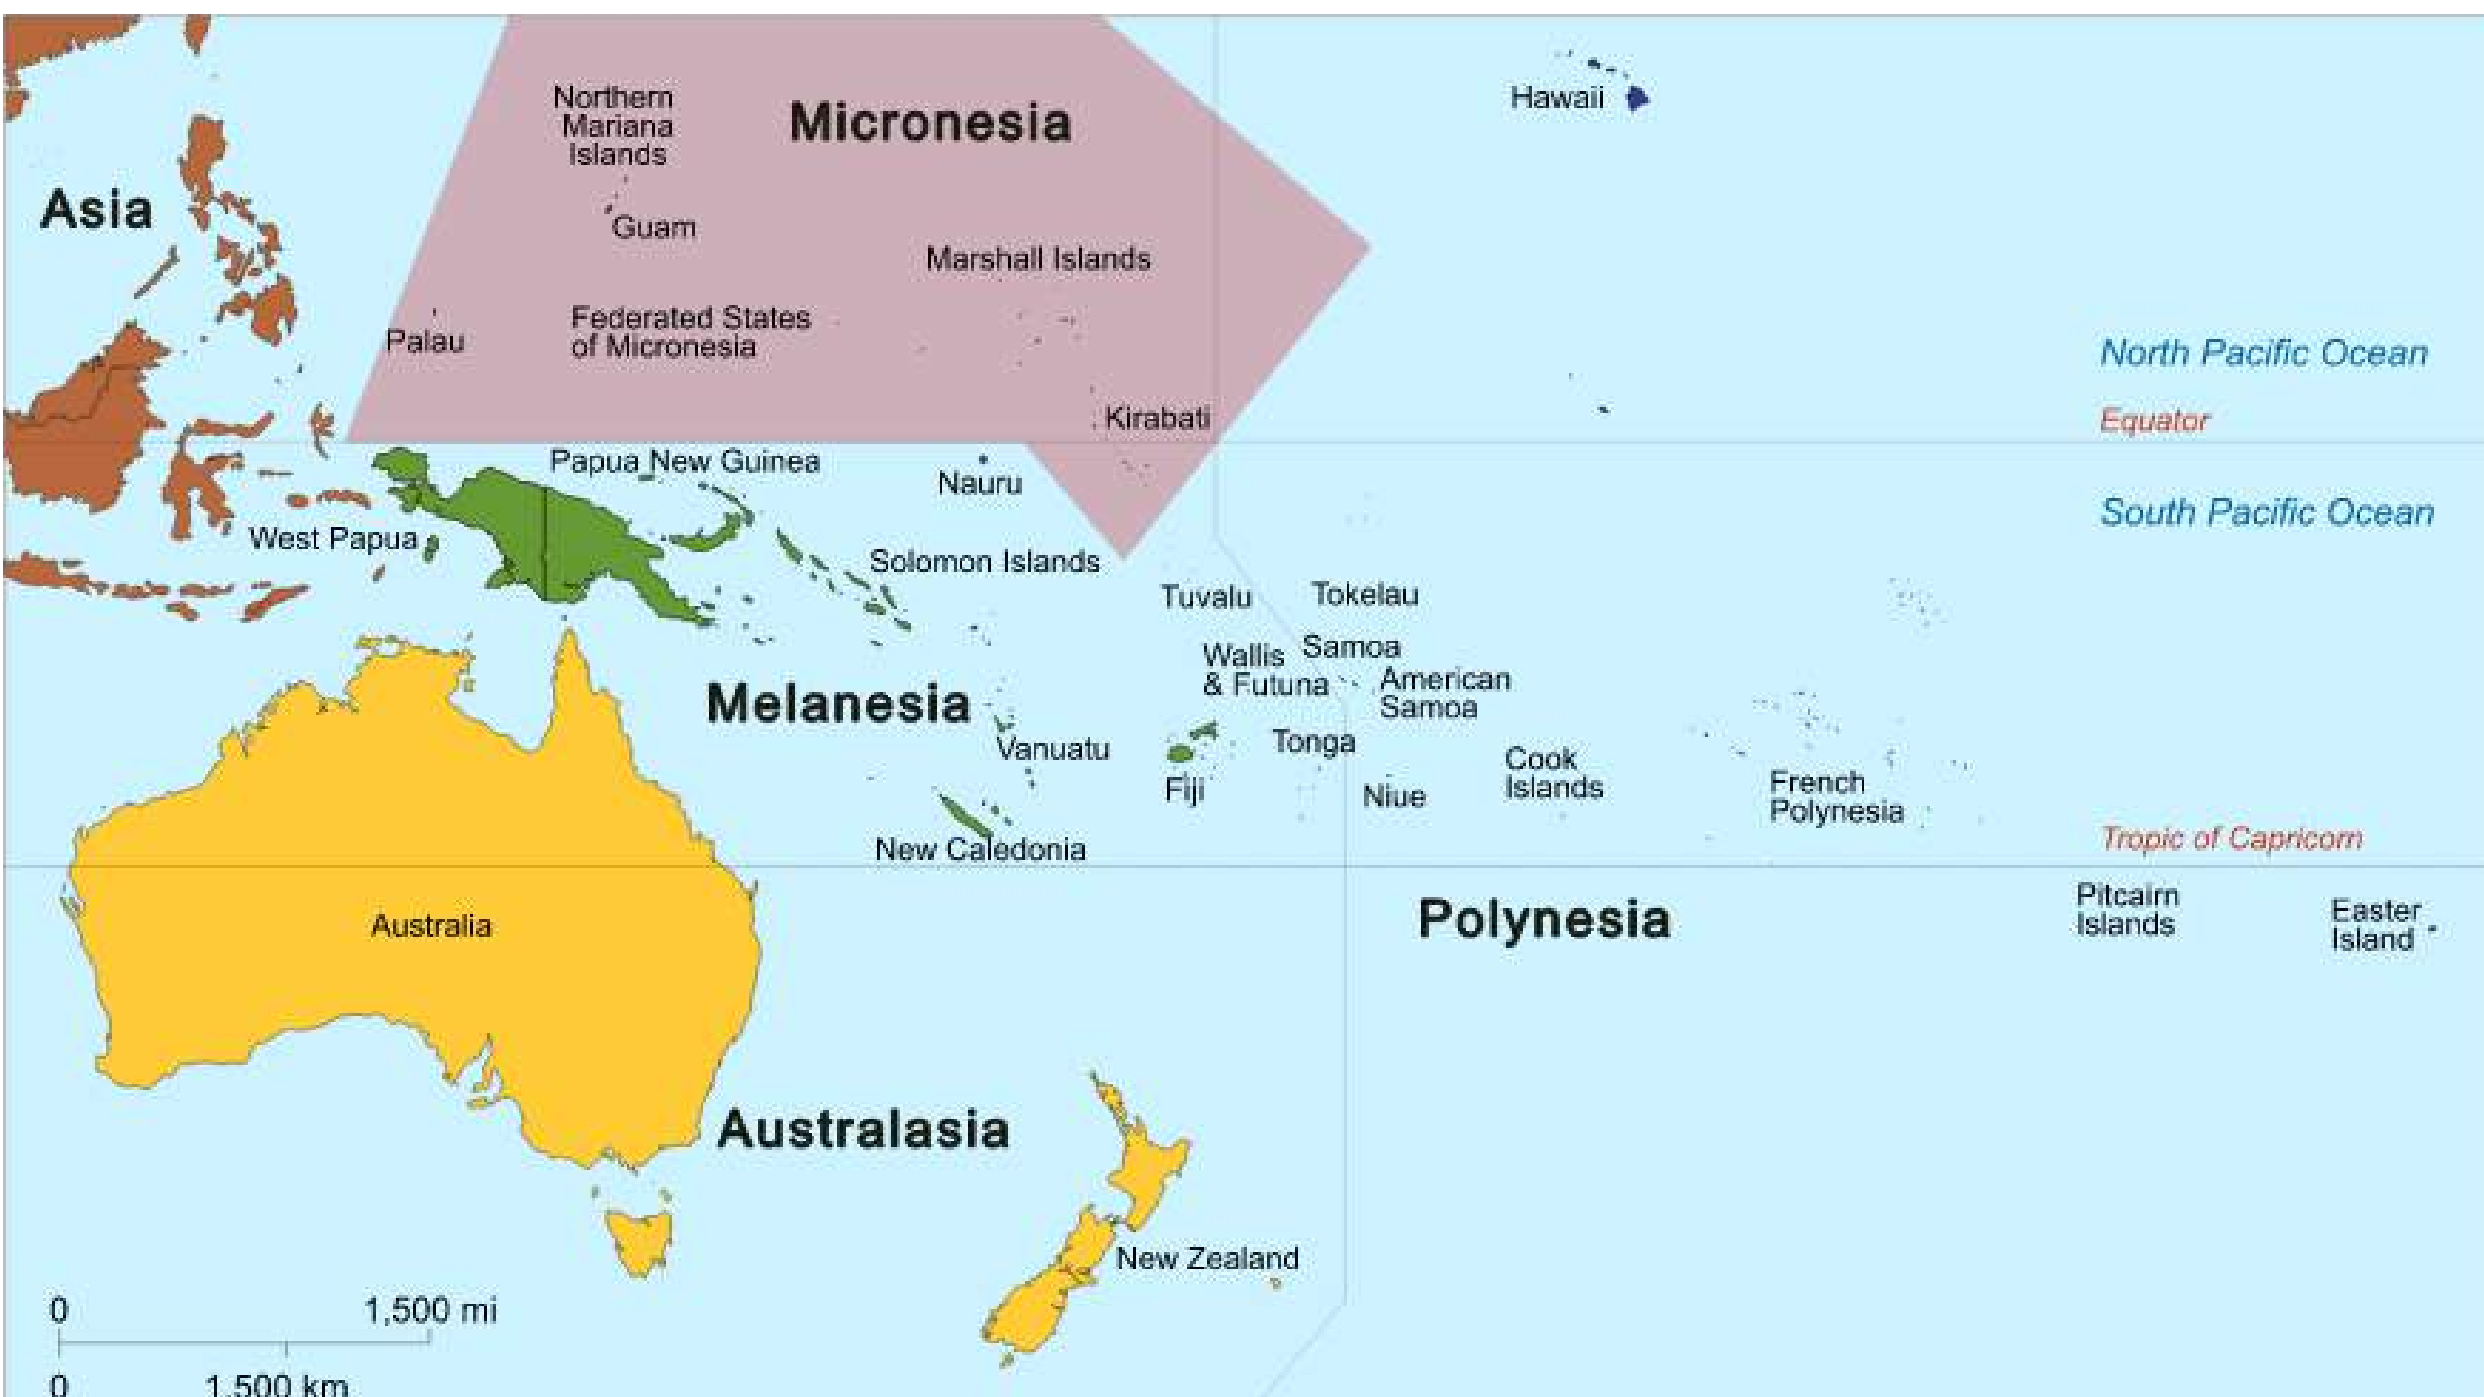 Northern
Mariana
Islands
Micronesia
Hawaii
Asia
Guam
Marshall Islands
Palau
Federated States
of Micronesia
North Pacific Ocean
Kirabati
Equator
Papua New Guinea
Nauru
South Pacific Ocean
West Papua
Solomon Islands
Tuvalu
Tokelau
Wallis
& Futuna
Samoa
American
Samoa
Melanesia
Vanuatu
Tonga
Fiji
Niue
Cook
Islands
French
Polynesia
New Caledonia
Tropic of Capricorn
Australia
Polynesia
Pitcairn
Islands
Easter
Island
Australasia
New Zealand
0 1,500 mi
0 1,500 km